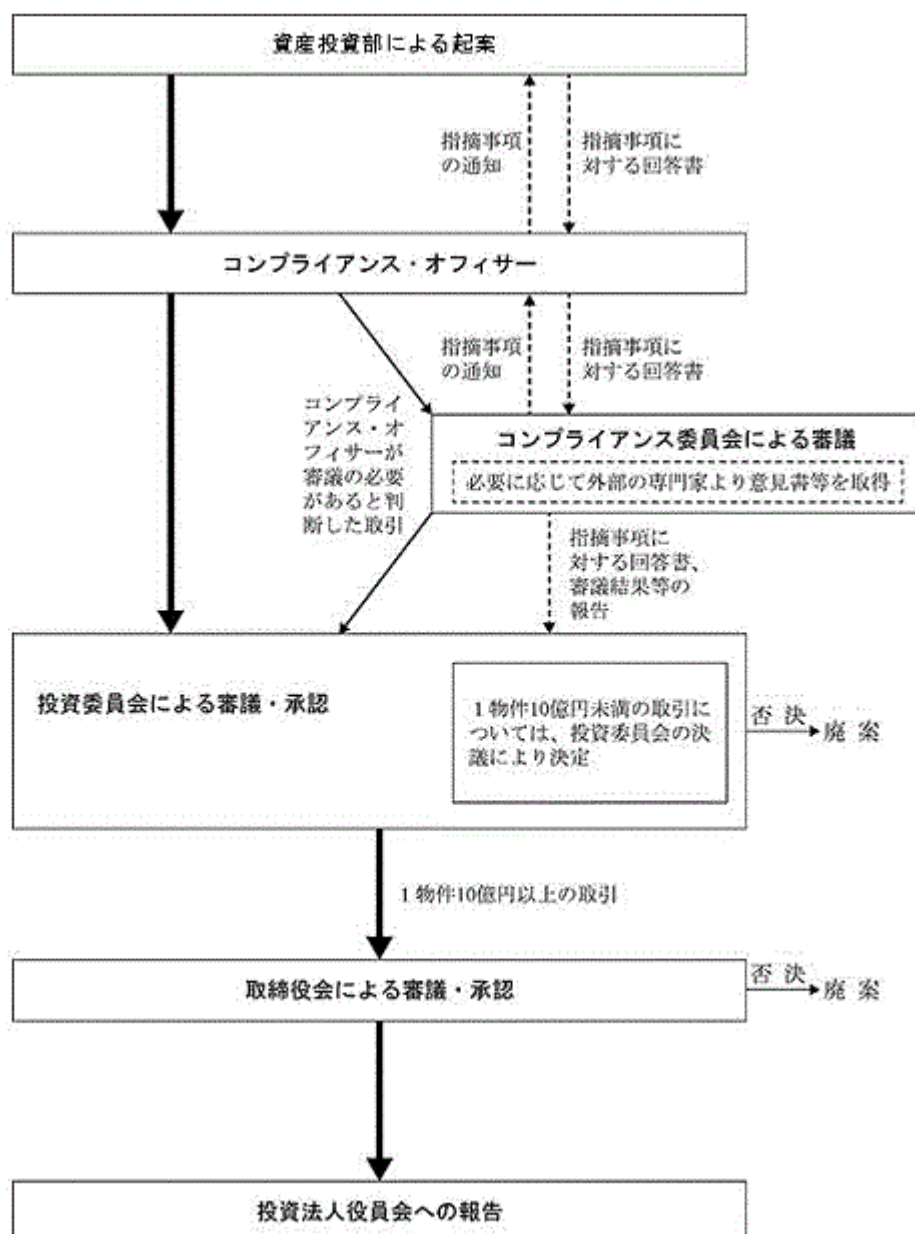 資産投資部による起案
指摘事項
の通知
指摘事項に
対する回答書
コンプライアンス・オフィサー
指摘事項
の通知
指摘事項に
対する回答書
コンプライ
アンス・オ
フィサーが
審議の必要
があると判
断した取引
コンプライアンス委員会による審議
必要に応じて外部の専門家より意見書等を取得
指摘事項に
対する回答書、
審議結果等の
報告
投資委員会による審議・承認
1物件10億円未満の取引に
ついては、投資委員会の決
議により決定
否決
廃案
1物件10億円以上の取引
取締役会による審議・承認
否決
廃案
投資法人役員会への報告